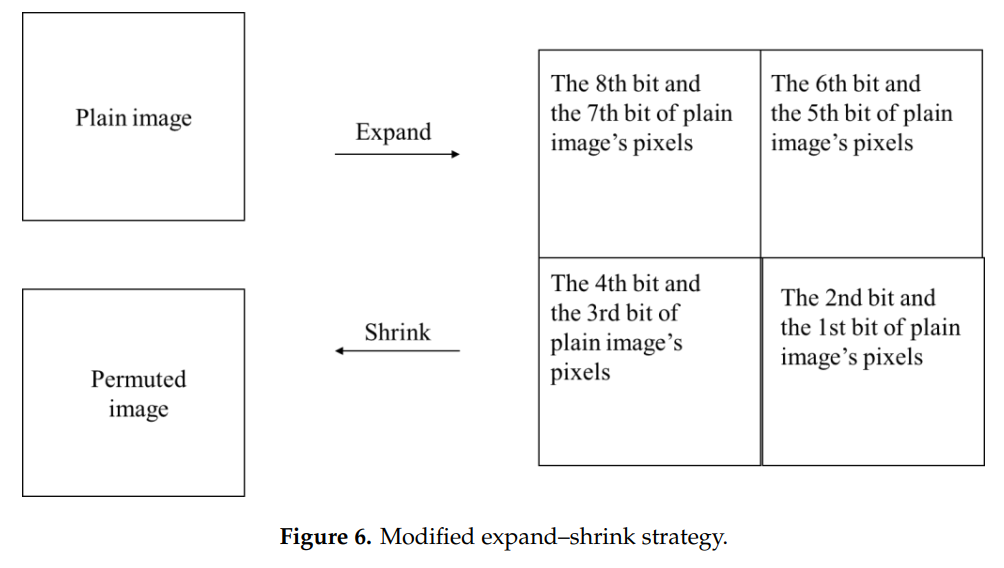 Plain image
Expand
The 8th bit and
the 7th bit of plain
image’s pixels
The 6th bit and
the 5th bit of plain
image’s pixels
Permuted
image
Shrink
The 4th bit and
the 3rd bit of
plain image’s
pixels
The 2nd bit and
the 1st bit of plain
image’s pixels
Figure 6. Modified expand–shrink strategy.